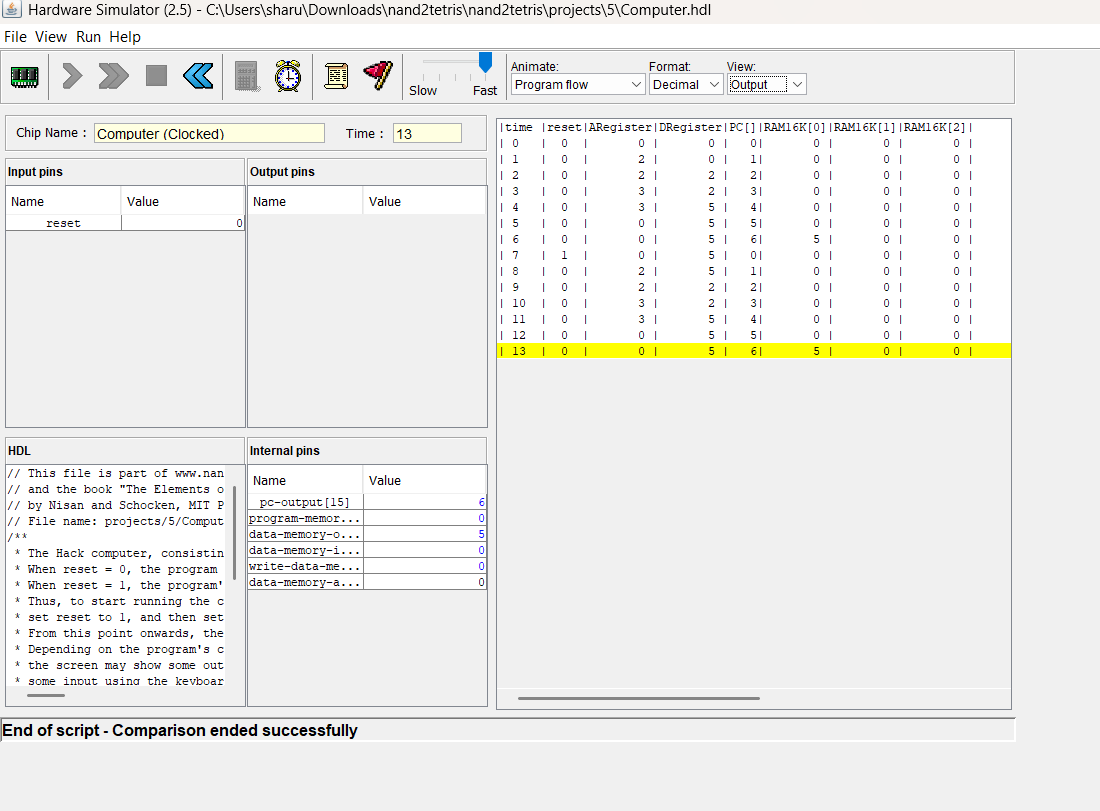 Hardware Simulator (2.5) - C:\Users\sharu\Downloads\nand2tetris\nand2tetris\projects\5\Computer.hdl
File View Run Help
Slow Fast
Animate: Format: View:
Program flow Decimal Output
Chip Name : Computer (Clocked) Time : 13
Input pins
Name Value
reset 0
Output pins
Name Value
|time |reset|ARegister|DRegister|PC[]|RAM16K[0]|RAM16K[1]|RAM16K[2]|
| 0 | 0 | 0 | 0 | 0| 0 | 0 | 0 |
| 1 | 0 | 2 | 0 | 1| 0 | 0 | 0 |
| 2 | 0 | 2 | 2 | 2| 0 | 0 | 0 |
| 3 | 0 | 3 | 2 | 3| 0 | 0 | 0 |
| 4 | 0 | 3 | 5 | 4| 0 | 0 | 0 |
| 5 | 0 | 0 | 5 | 5| 0 | 0 | 0 |
| 6 | 0 | 0 | 5 | 6| 5 | 0 | 0 |
| 7 | 1 | 0 | 5 | 0| 0 | 0 | 0 |
| 8 | 0 | 2 | 5 | 1| 0 | 0 | 0 |
| 9 | 0 | 2 | 2 | 2| 0 | 0 | 0 |
| 10 | 0 | 3 | 2 | 3| 0 | 0 | 0 |
| 11 | 0 | 3 | 5 | 4| 0 | 0 | 0 |
| 12 | 0 | 0 | 5 | 5| 0 | 0 | 0 |
| 13 | 0 | 0 | 5 | 6| 5 | 0 | 0 |
HDL
// This file is part of www.nan
// and the book "The Elements o
// by Nisan and Schocken, MIT P
// File name: projects/5/Comput
/**
* The Hack computer, consistin
* When reset = 0, the program
* When reset = 1, the program'
* Thus, to start running the c
* set reset to 1, and then set
* From this point onwards, the
* Depending on the program's c
* the screen may show some out
* some input using the keyboar
Internal pins
Name Value
pc-output[15] 6
program-memor... 0
data-memory-o... 5
data-memory-i... 0
write-data-me... 0
data-memory-a... 0
End of script - Comparison ended successfully